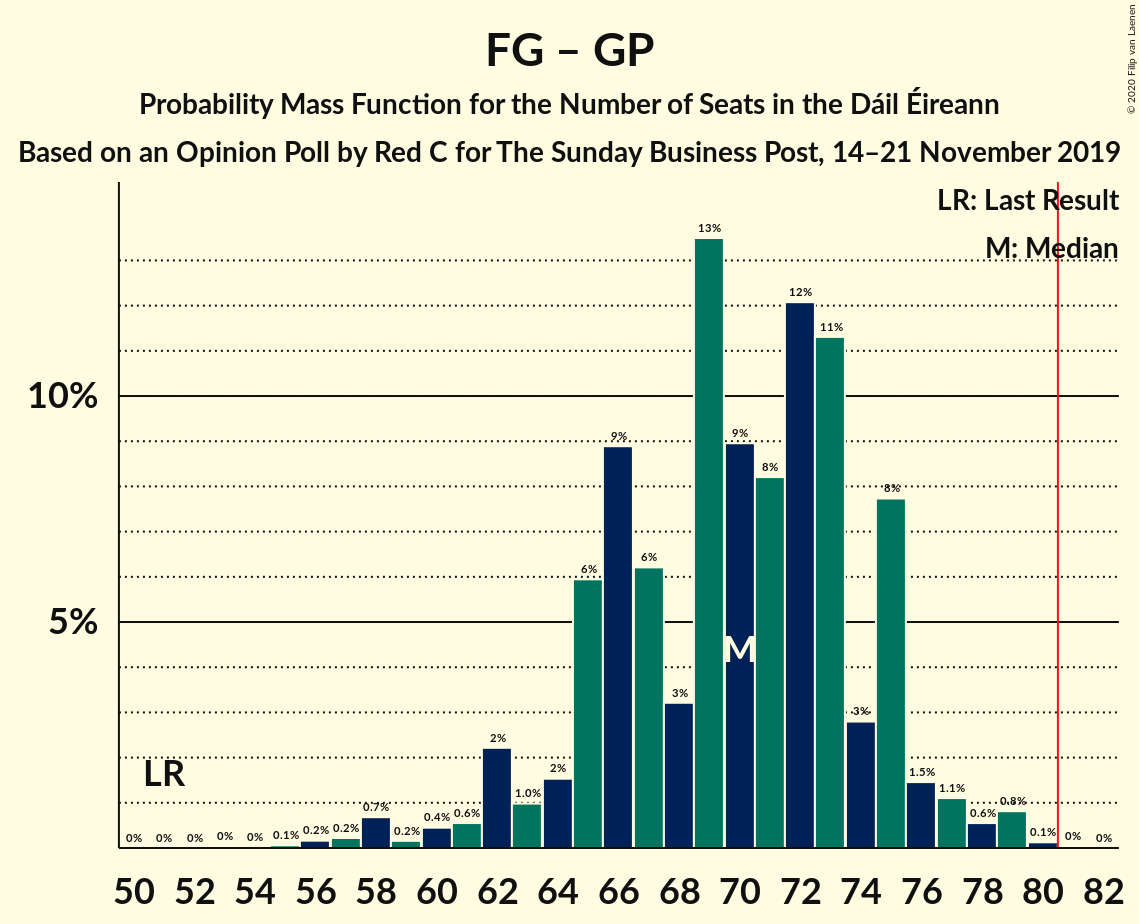 FG – GP
Probability Mass Function for the Number of Seats in the Dáil Éireann
Based on an Opinion Poll by Red C for The Sunday Business Post, 14–21 November 2019
© 2020 Filip van Laenen
LR: Last Result
M: Median
10%
5%
LR
M
0% 0% 0% 0% 0% 0.1% 0.2% 0.2% 0.7% 0.2% 0.4% 0.6% 2% 1.0% 2% 6% 9% 6% 3% 13% 9% 8% 12% 11% 3% 8% 1.5% 1.1% 0.6% 0.8% 0.1% 0% 0%
50 52 54 56 58 60 62 64 66 68 70 72 74 76 78 80 82